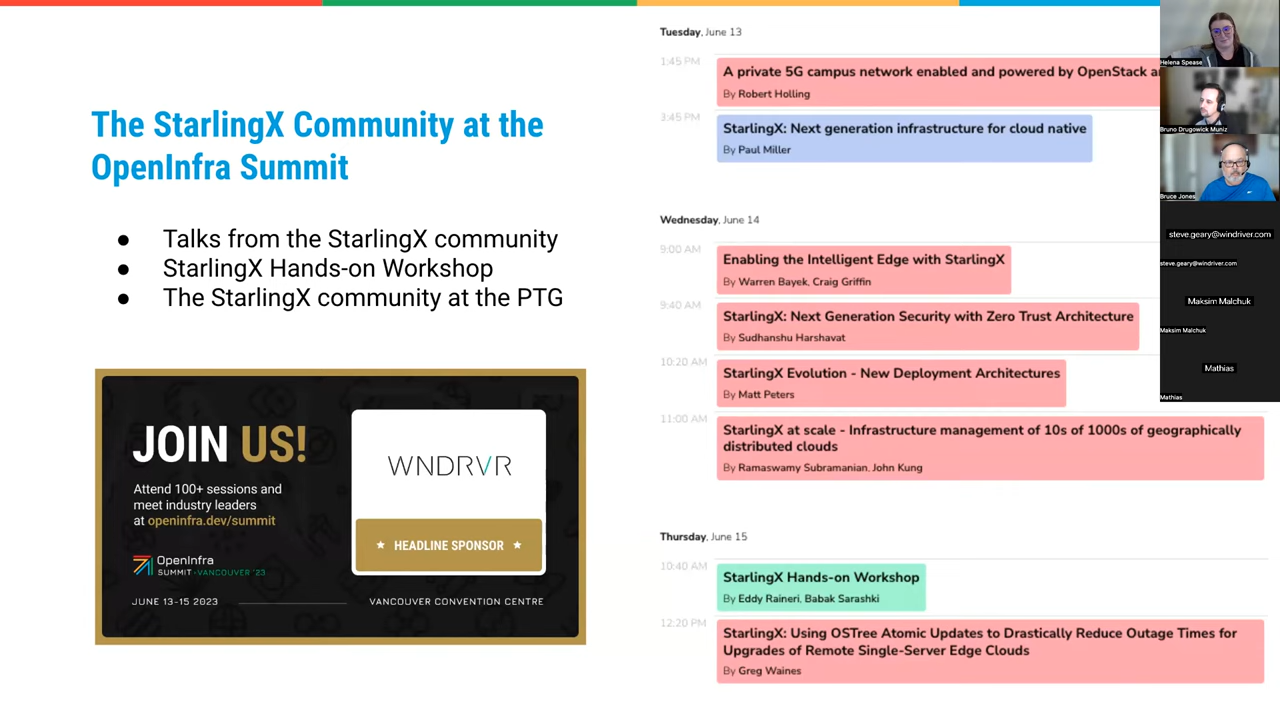 The StarlingX Community at the
OpenInfra Summit
● Talks from the StarlingX community
● StarlingX Hands-on Workshop
● The StarlingX community at the PTG
JOIN US!
Attend 100+ sessions and
meet industry leaders
at openinfra.dev/summit
OpenInfra
SUMMIT • VANCOUVER '23
JUNE 13-15 2023
VANCOUVER CONVENTION CENTRE
WNDRVR
★ HEADLINE SPONSOR ★
Tuesday, June 13
1:45 PM
A private 5G campus network enabled and powered by OpenStack
By Robert Holling
3:45 PM
StarlingX: Next generation infrastructure for cloud native
By Paul Miller
Wednesday, June 14
9:00 AM
Enabling the Intelligent Edge with StarlingX
By Warren Bayek, Craig Griffin
9:40 AM
StarlingX: Next Generation Security with Zero Trust Architecture
By Sudhanshu Harshavat
10:20 AM
StarlingX Evolution - New Deployment Architectures
By Matt Peters
11:00 AM
StarlingX at scale - Infrastructure management of 10s of 1000s of geographically
distributed clouds
By Ramaswamy Subramanian, John Kung
Thursday, June 15
10:40 AM
StarlingX Hands-on Workshop
By Eddy Raineri, Babak Sarashki
12:20 PM
StarlingX: Using OSTree Atomic Updates to Drastically Reduce Outage Times for
Upgrades of Remote Single-Server Edge Clouds
By Greg Waines
Helena Spease
Bruno Drugowick Muniz
Bruce Jones
steve.geary@windriver.com
steve.geary@windriver.com
Maksim Malchuk
Maksim Malchuk
Mathias
Mathias